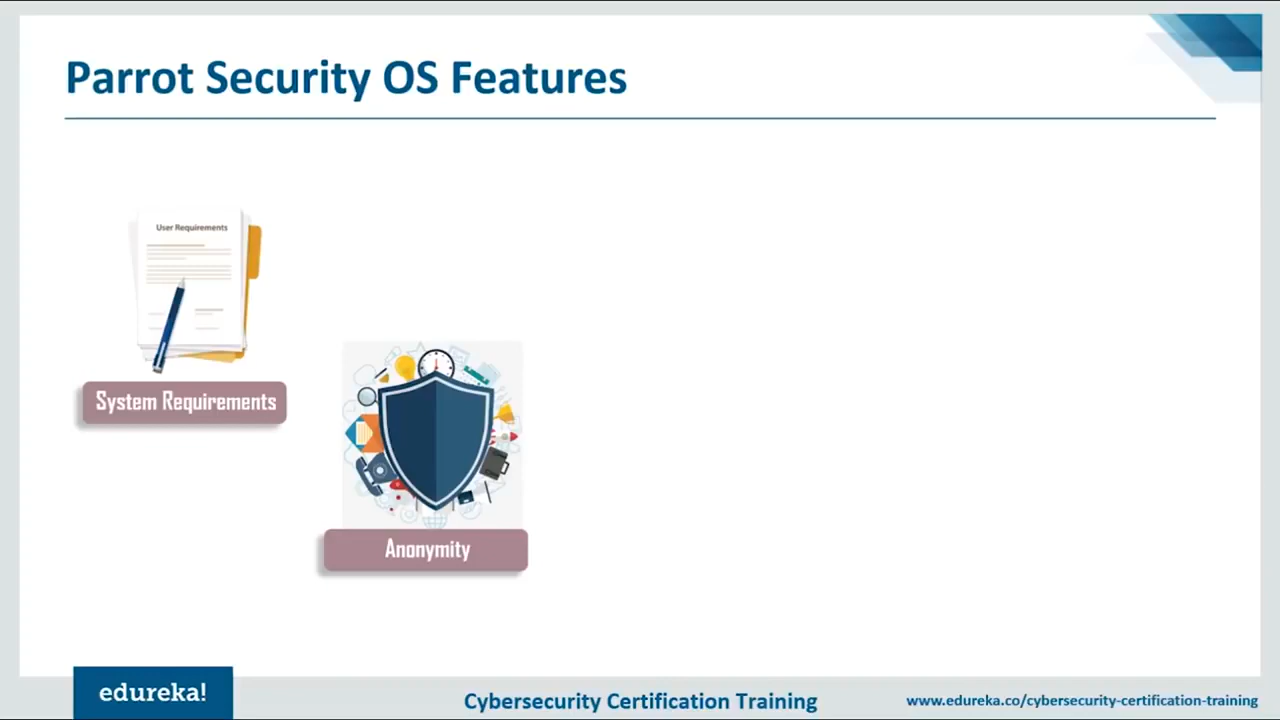 Parrot Security OS Features
User Requirements
System Requirements
Anonymity
edureka!
Cybersecurity Certification Training
www.edureka.co/cybersecurity-certification-training